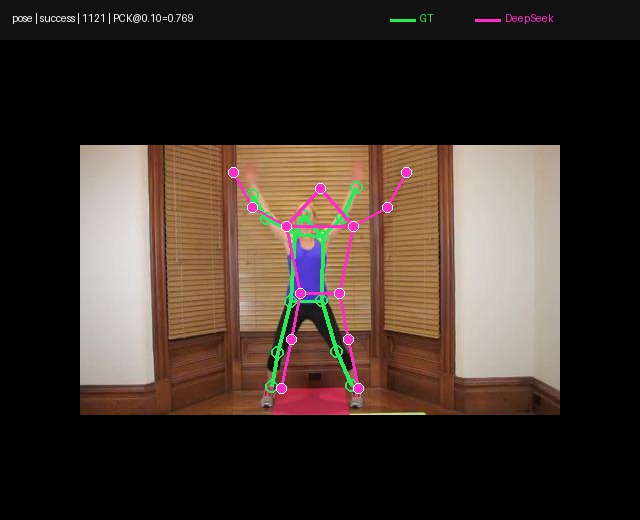 pose | success | 1121 | PCK@0.10=0.769
GT
DeepSeek